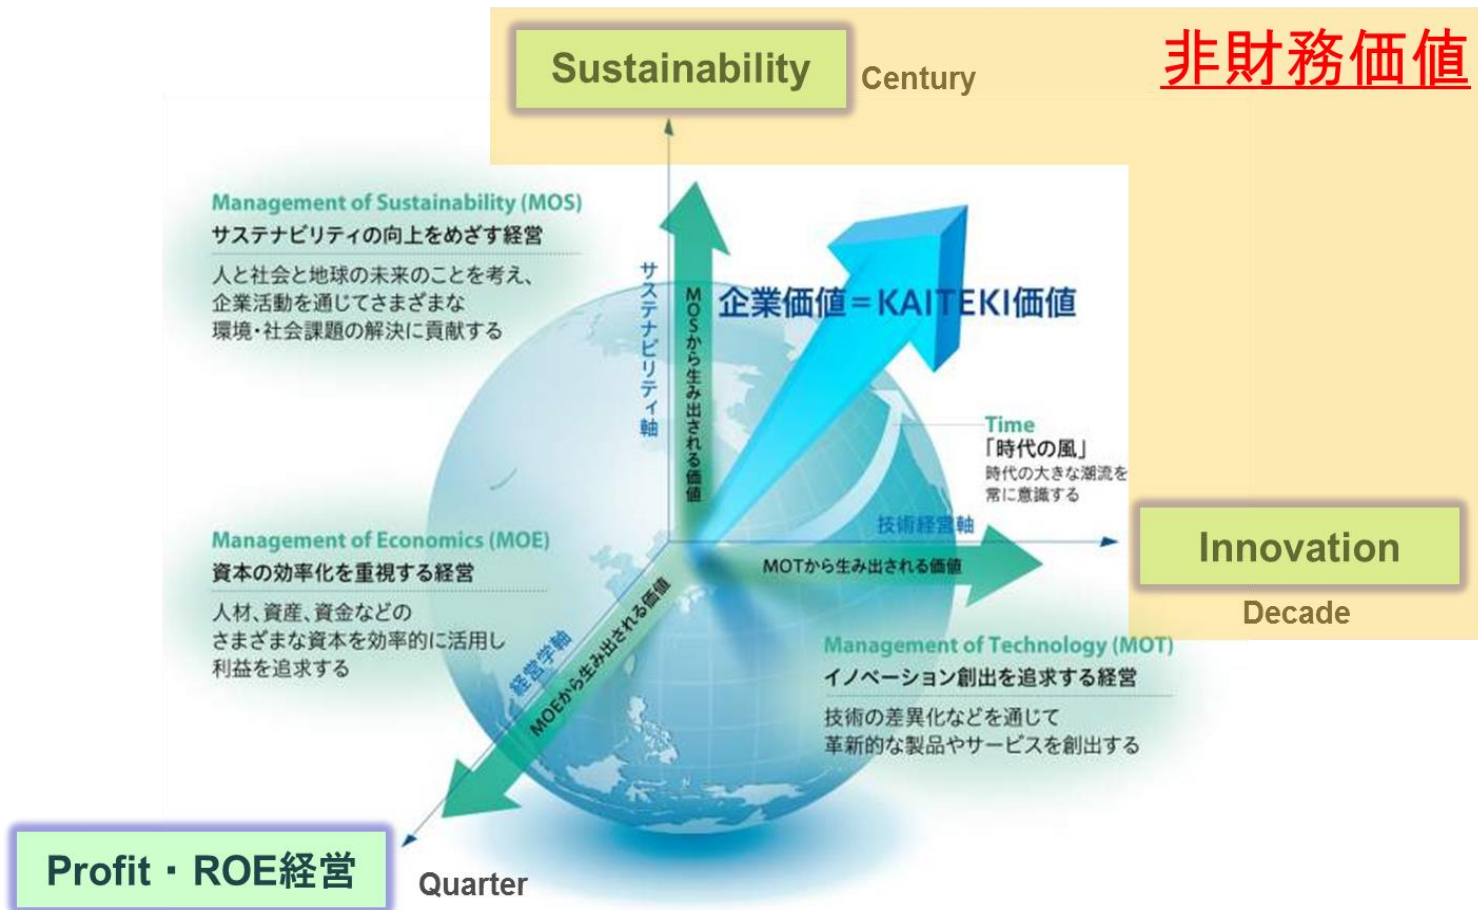 Sustainability
Century
非財務価値
Management of Sustainability (MOS)
サステナビリティの向上をめざす経営
人と社会と地球の未来のことを考え、
企業活動を通じてさまざまな
環境・社会課題の解決に貢献する
サステナビリティ軸
MOSから生み出される価値
企業価値=KAITEKI価値
Time
「時代の風」
時代の大きな潮流を
常に意識する
技術経営軸
MOTから生み出される価値
Innovation
Decade
Management of Economics (MOE)
資本の効率化を重視する経営
人材、資産、資金などの
さまざまな資本を効率的に活用し
利益を追求する
経営学軸
MOEから生み出される価値
Management of Technology (MOT)
イノベーション創出を追求する経営
技術の差異化などを通じて
革新的な製品やサービスを創出する
Profit・ROE経営
Quarter